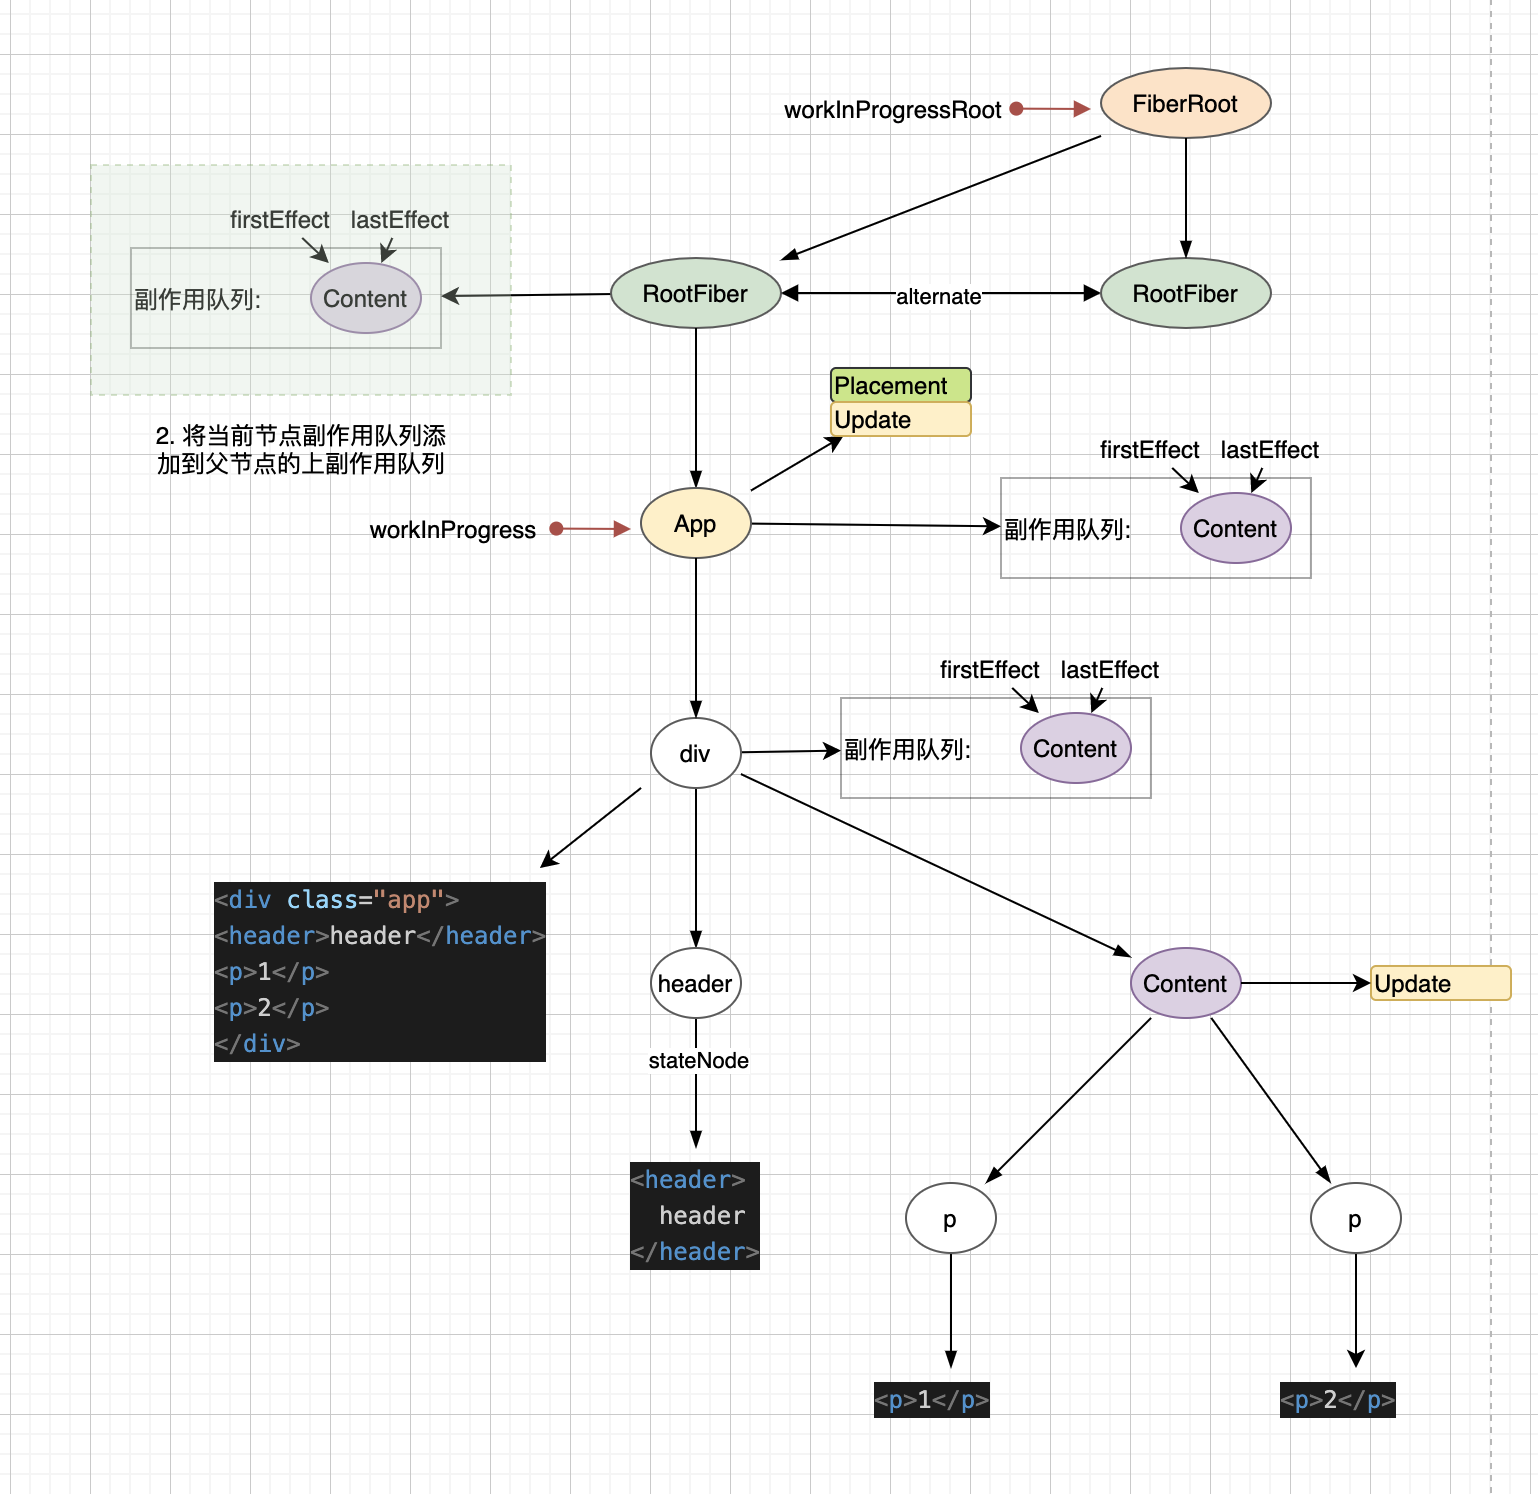 FiberRoot
workInProgressRoot
firstEffect lastEffect
副作用队列:
Content
RootFiber
alternate
RootFiber
Placement
Update
2. 将当前节点副作用队列添
加到父节点的上副作用队列
firstEffect lastEffect
workInProgress
App
副作用队列:
Content
firstEffect lastEffect
div
副作用队列:
Content
<div class="app">
<header>header</header>
<p>1</p>
<p>2</p>
</div>
header
Content
Update
stateNode
<header>
header
</header>
p
p
<p>1</p>
<p>2</p>